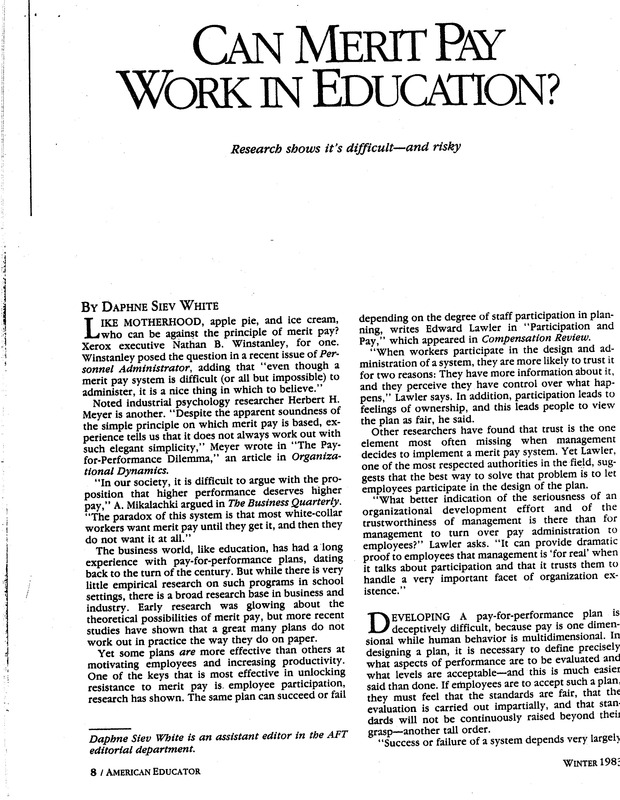 CAN MERIT PAY
WORK IN EDUCATION?
Research shows it's difficult—and risky
BY DAPHNE SIEV WHITE
LIKE MOTHERHOOD, apple pie, and ice cream,
who can be against the principle of merit pay?
Xerox executive Nathan B. Winstanley, for one.
Winstanley posed the question in a recent issue of Per-
sonnel Administrator, adding that "even though a
merit pay system is difficult (or all but impossible) to
administer, it is a nice thing in which to believe."
Noted industrial psychology researcher Herbert H.
Meyer is another. "Despite the apparent soundness of
the simple principle on which merit pay is based, ex-
perience tells us that it does not always work out with
such elegant simplicity," Meyer wrote in "The Pay-
for-Performance Dilemma," an article in Organiza-
tional Dynamics.
"In our society, it is difficult to argue with the pro-
position that higher performance deserves higher
pay," A. Mikalachki argued in The Business Quarterly.
"The paradox of this system is that most white-collar
workers want merit pay until they get it, and then they
do not want it at all."
The business world, like education, has had a long
experience with pay-for-performance plans, dating
back to the turn of the century. But while there is very
little empirical research on such programs in school
settings, there is a broad research base in business and
industry. Early research was glowing about the
theoretical possibilities of merit pay, but more recent
studies have shown that a great many plans do not
work out in practice the way they do on paper.
Yet some plans are more effective than others at
motivating employees and increasing productivity.
One of the keys that is most effective in unlocking
resistance to merit pay is employee participation,
research has shown. The same plan can succeed or fail
Daphne Siev White is an assistant editor in the AFT
editorial department.
8 / AMERICAN EDUCATOR
depending on the degree of staff participation in plan-
ning, writes Edward Lawler in "Participation and
Pay," which appeared in Compensation Review.
"When workers participate in the design and ad-
ministration of a system, they are more likely to trust it
for two reasons: They have more information about it,
and they perceive they have control over what hap-
pens," Lawler says. In addition, participation leads to
feelings of ownership, and this leads people to view
the plan as fair, he said.
Other researchers have found that trust is the one
element most often missing when management
decides to implement a merit pay system. Yet Lawler,
one of the most respected authorities in the field, sug-
gests that the best way to solve that problem is to let
employees participate in the design of the plan.
"What better indication of the seriousness of an
organizational development effort and of the
trustworthiness of management is there than for
management to turn over pay administration to
employees?" Lawler asks. "It can provide dramatic
proof to employees that management is 'for real' when
it talks about participation and that it trusts them to
handle a very important facet of organization ex-
istence."
DEVELOPING A pay-for-performance plan is
deceptively difficult, because pay is one dimen-
sional while human behavior is multidimensional. In
designing a plan, it is necessary to define precisely
what aspects of performance are to be evaluated and
what levels are acceptable—and this is much easier
said than done. If employees are to accept such a plan,
they must feel that the standards are fair, that the
evaluation is carried out impartially, and that stan-
dards will not be continuously raised beyond their
grasp—another tall order.
"Success or failure of a system depends very largely
WINTER 1983